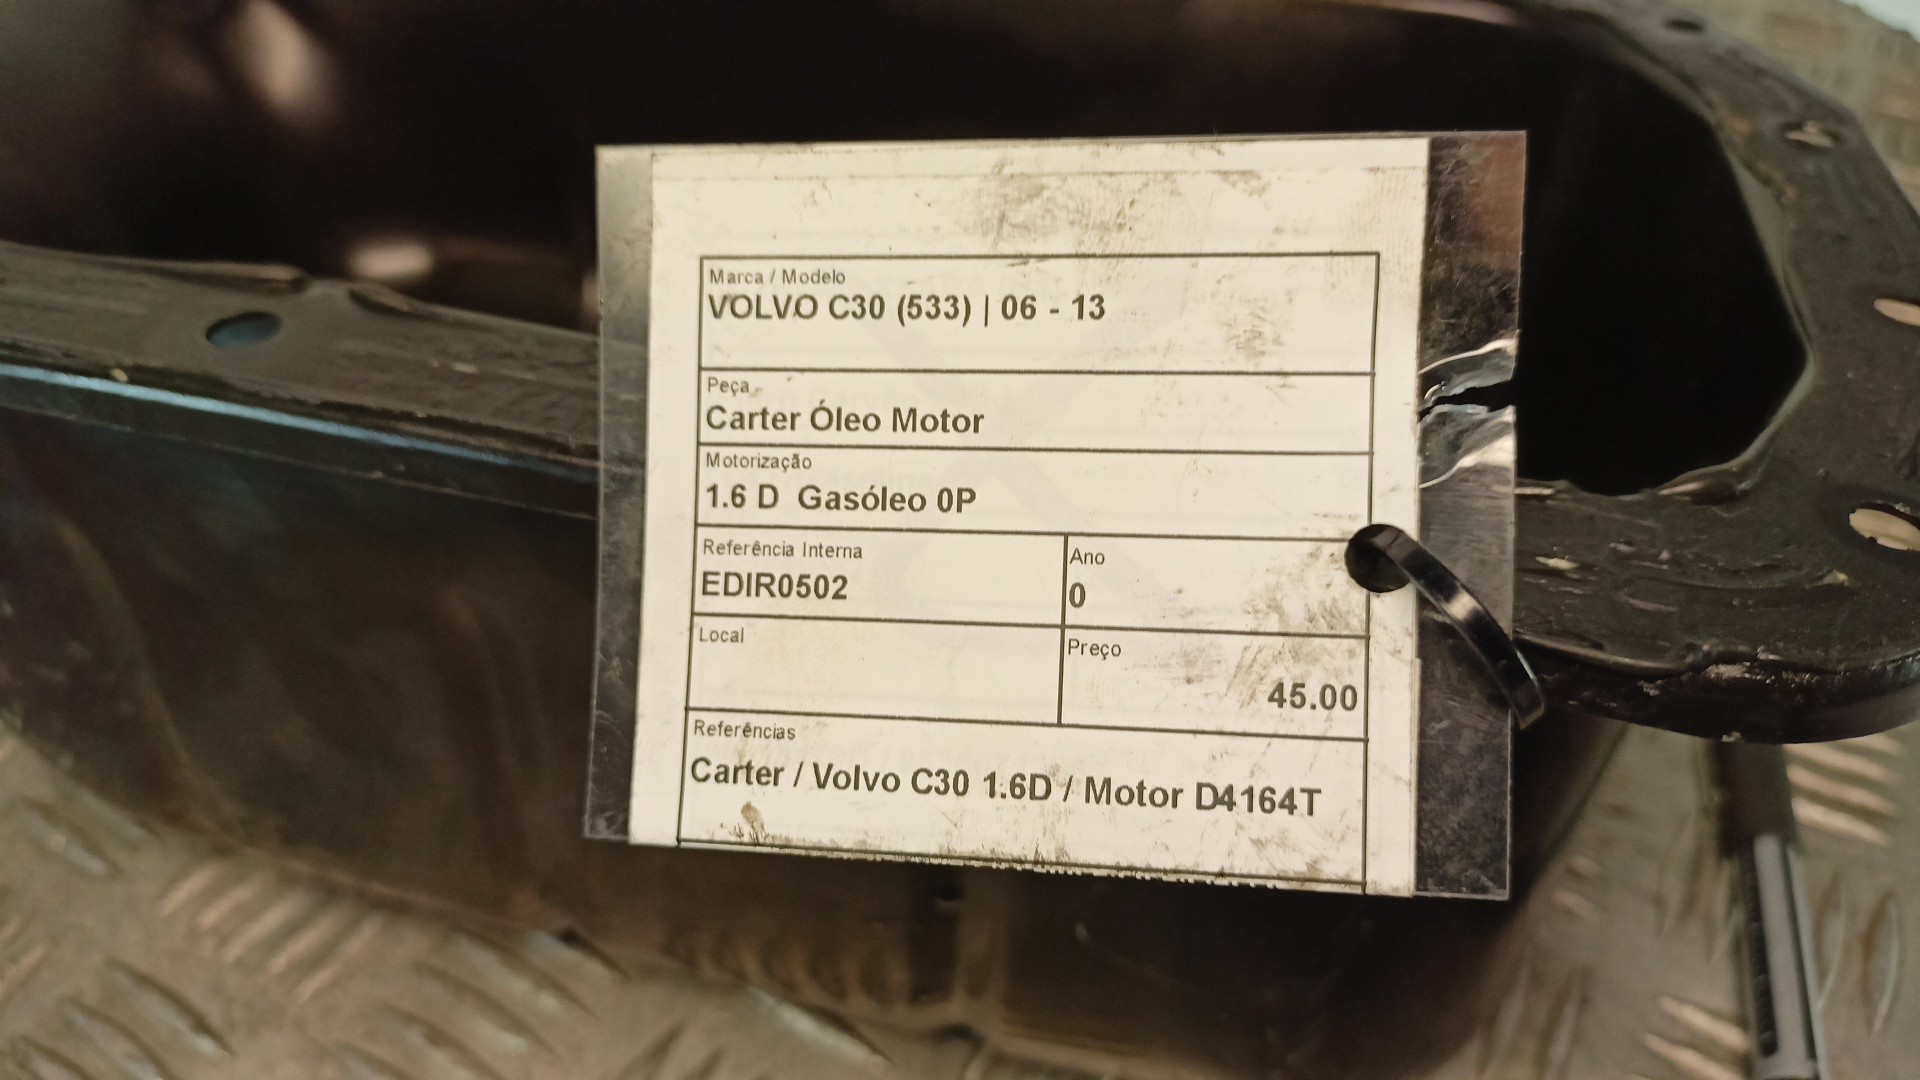 Marca / Modelo
VOLVO C30 (533) | 06 - 13
Peça
Carter Óleo Motor
Motorização
1.6 D  Gasóleo 0P
Referência Interna
EDIR0502
Ano
0
Local
Preço
45.00
Referências
Carter / Volvo C30 1.6D / Motor D4164T